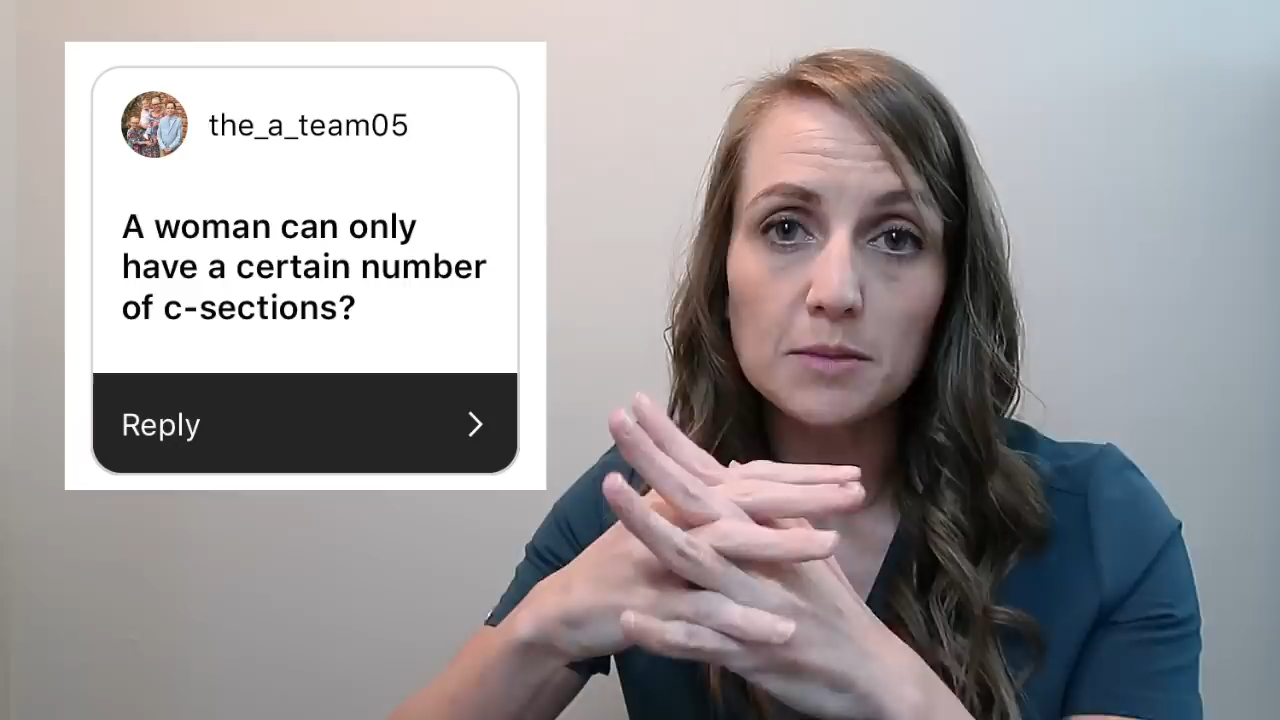 the_a_team05
A woman can only
have a certain number
of c-sections?
Reply